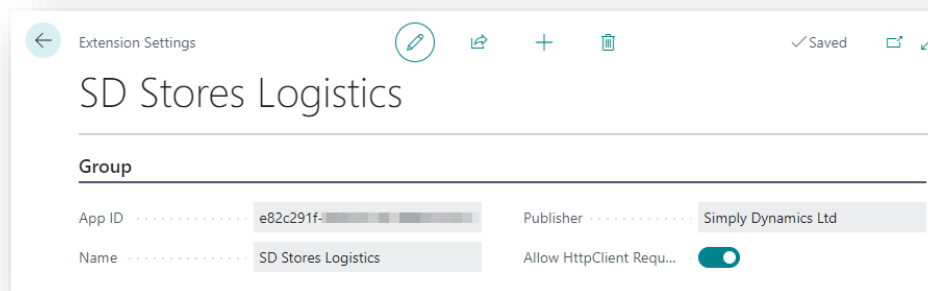 Extension Settings
Saved
SD Stores Logistics
Group
App ID
e82c291f-
Publisher
Simply Dynamics Ltd
Name
SD Stores Logistics
Allow HttpClient Requ...